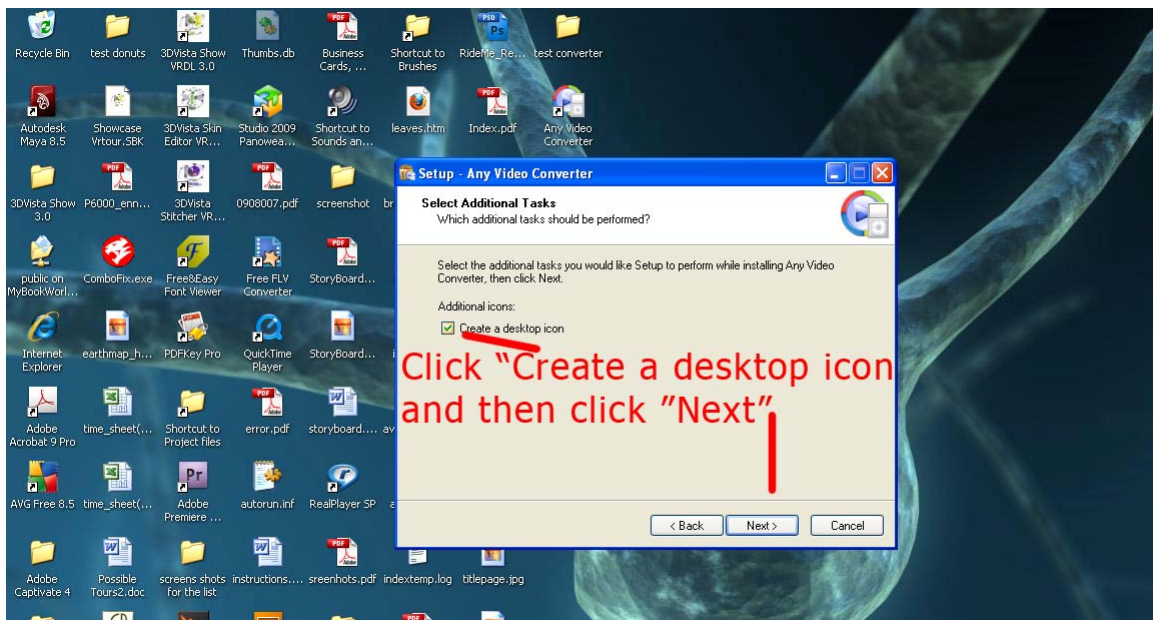 Recycle Bin
test donuts
3DVista Show
VRDL 3.0
Thumbs.db
Business
Cards, ...
Shortcut to
Brushes
RideMe_Re...
test converter
Autodesk
Maya 8.5
Showcase
Vrtour.SBK
3DVista Skin
Editor VR...
Studio 2009
Panowea...
Shortcut to
Sounds an...
leaves.htm
Index.pdf
Any Video
Converter
3DVista Show
3.0
P6000_enn...
3DVista
Stitcher VR...
0908007.pdf
screenshot
br
public on
MyBookWorl...
ComboFix.exe
Free&Easy
Font Viewer
Free FLV
Converter
StoryBoard...
Internet
Explorer
earthmap_h...
PDFKey Pro
QuickTime
Player
StoryBoard...
Adobe
Acrobat 9 Pro
time_sheet(...
Shortcut to
Project files
error.pdf
storyboard....
av
AVG Free 8.5
time_sheet(...
Adobe
Premiere ...
autorun.inf
RealPlayer SP
Adobe
Captivate 4
Possible
Tours2.doc
screens shots
for the list
instructions....
sreenhots.pdf
indextemp.log
titlepage.jpg
Setup - Any Video Converter
Select Additional Tasks
Which additional tasks should be performed?
Select the additional tasks you would like Setup to perform while installing Any Video
Converter, then click Next.
Additional icons:
Create a desktop icon
Click “Create a desktop icon
and then click ”Next”
< Back
Next >
Cancel